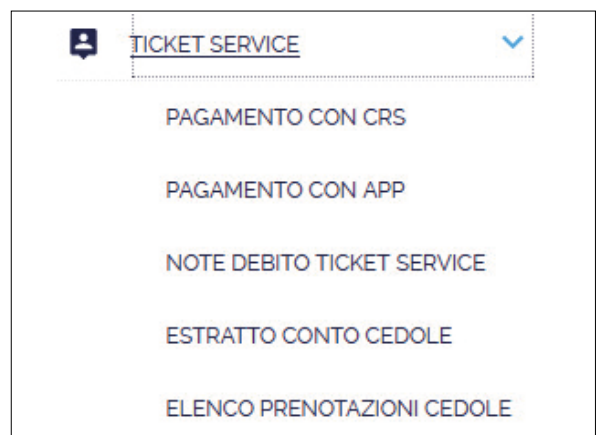 TICKET SERVICE
PAGAMENTO CON CRS
PAGAMENTO CON APP
NOTE DEBITO TICKET SERVICE
ESTRATTO CONTO CEDOLE
ELENCO PRENOTAZIONI CEDOLE